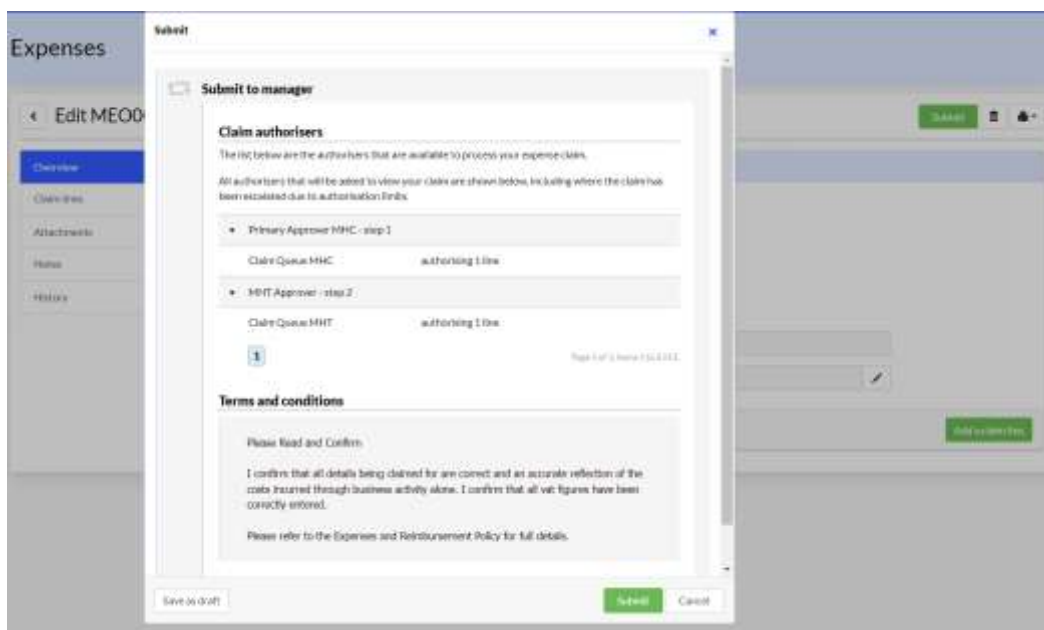 Submit
Expenses
Submit to manager
Edit MEO0
Submit
Claim authorisers
The list below are the authorisers that are available to process your expense claim.
Overview
All authorisers that will be asked to view your claim are shown below, including where the claim has
been escalated due to authorisation limits.
Claim lines
Attachments
Primary Approver MHC - step 1
Notes
Claim Queue MHC authorising 1 line
History
MHT Approver - step 2
Claim Queue MHT authorising 1 line
1
Terms and conditions
Please Read and Confirm
I confirm that all details being claimed for are correct and an accurate reflection of the
costs incurred through business activity alone. I confirm that all vat figures have been
correctly entered.
Please refer to the Expenses and Reimbursement Policy for full details.
Save as draft
Submit
Cancel